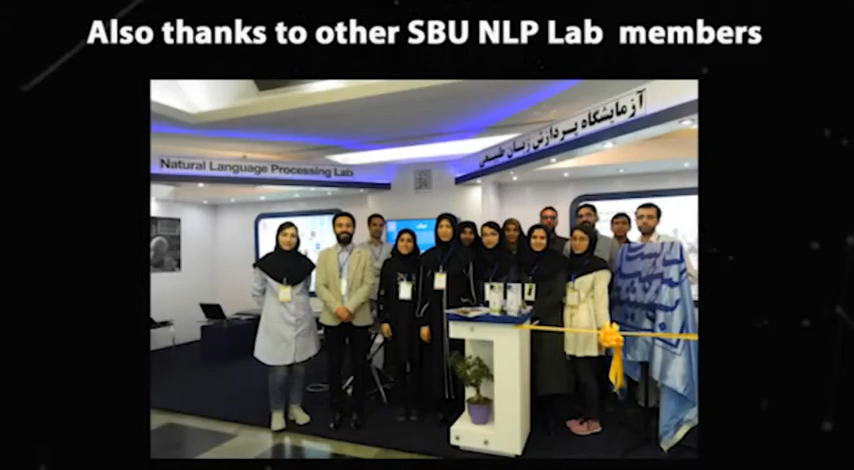 Also thanks to other SBU NLP Lab members
Natural Language Processing Lab
آزمایشگاه پردازش زبان طبیعی